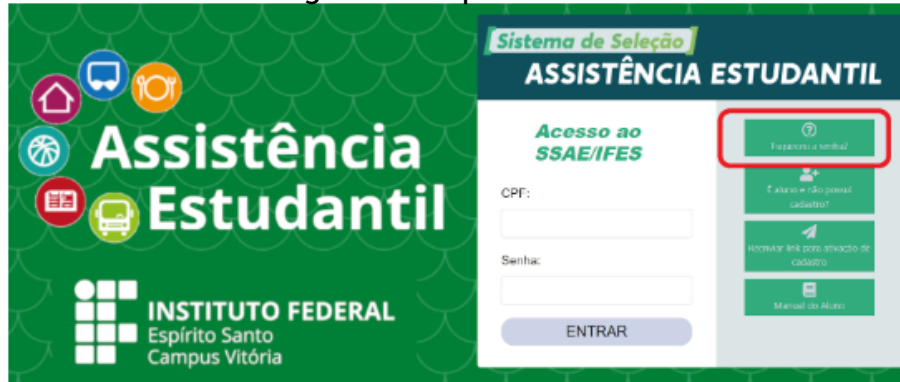 Assistência
Estudantil
INSTITUTO FEDERAL
Espírito Santo
Campus Vitória
Sistema de Seleção
ASSISTÊNCIA ESTUDANTIL
Acesso ao
SSAE/IFES
CPF:
Senha:
ENTRAR
Esqueceu a senha?
É aluno e não possui
cadastro?
Reenviar link para ativação de
cadastro
Manual do Aluno